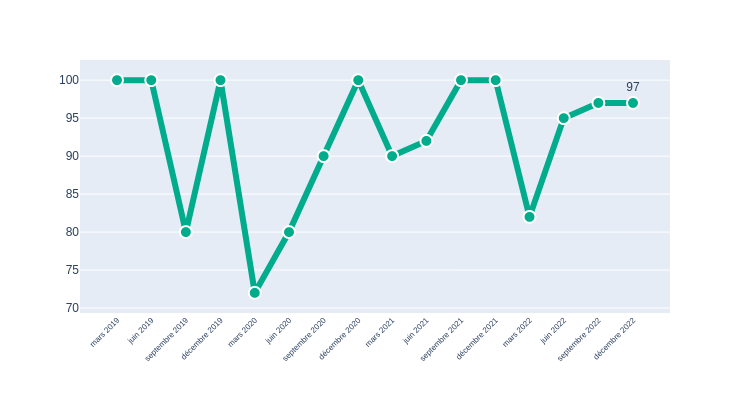 100
95
90
85
80
75
70
97
mars 2019
juin 2019
septembre 2019
décembre 2019
mars 2020
juin 2020
septembre 2020
décembre 2020
mars 2021
juin 2021
septembre 2021
décembre 2021
mars 2022
juin 2022
septembre 2022
décembre 2022